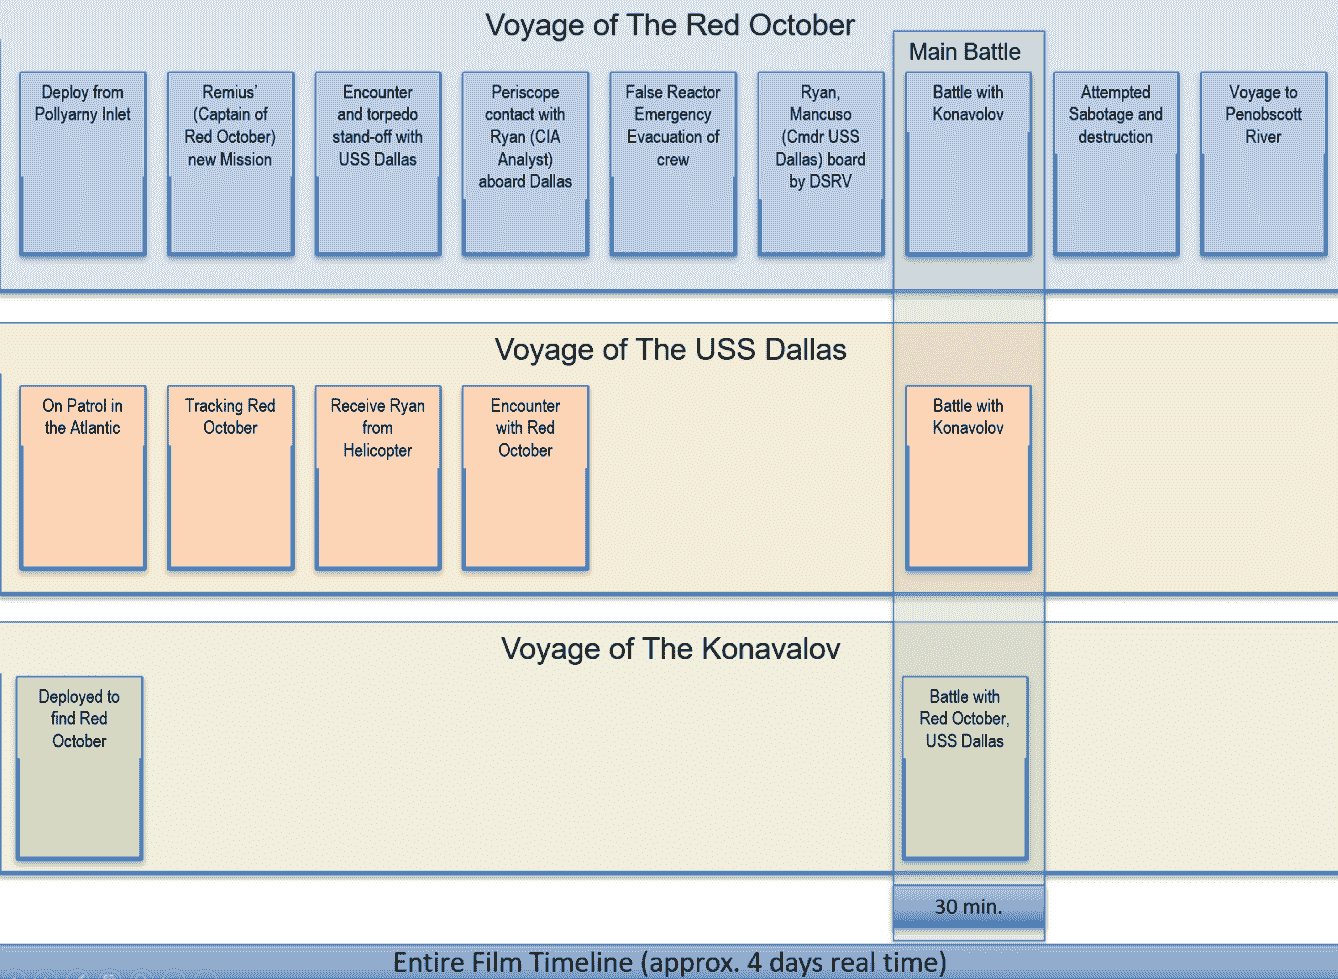 Voyage of The Red October
Main Battle
Deploy from
Pollyarny Inlet
Remius'
(Captain of
Red October)
new Mission
Encounter
and torpedo
stand-off with
USS Dallas
Periscope
contact with
Ryan (CIA
Analyst)
aboard Dallas
False Reactor
Emergency
Evacuation of
crew
Ryan,
Mancuso
(Cmdr USS
Dallas) board
by DSRV
Battle with
Konavolov
Attempted
Sabotage and
destruction
Voyage to
Penobscott
River
Voyage of The USS Dallas
On Patrol in
the Atlantic
Tracking Red
October
Receive Ryan
from
Helicopter
Encounter
with Red
October
Battle with
Konavolov
Voyage of The Konavalov
Deployed to
find Red
October
Battle with
Red October,
USS Dallas
30 min.
Entire Film Timeline (approx. 4 days real time)